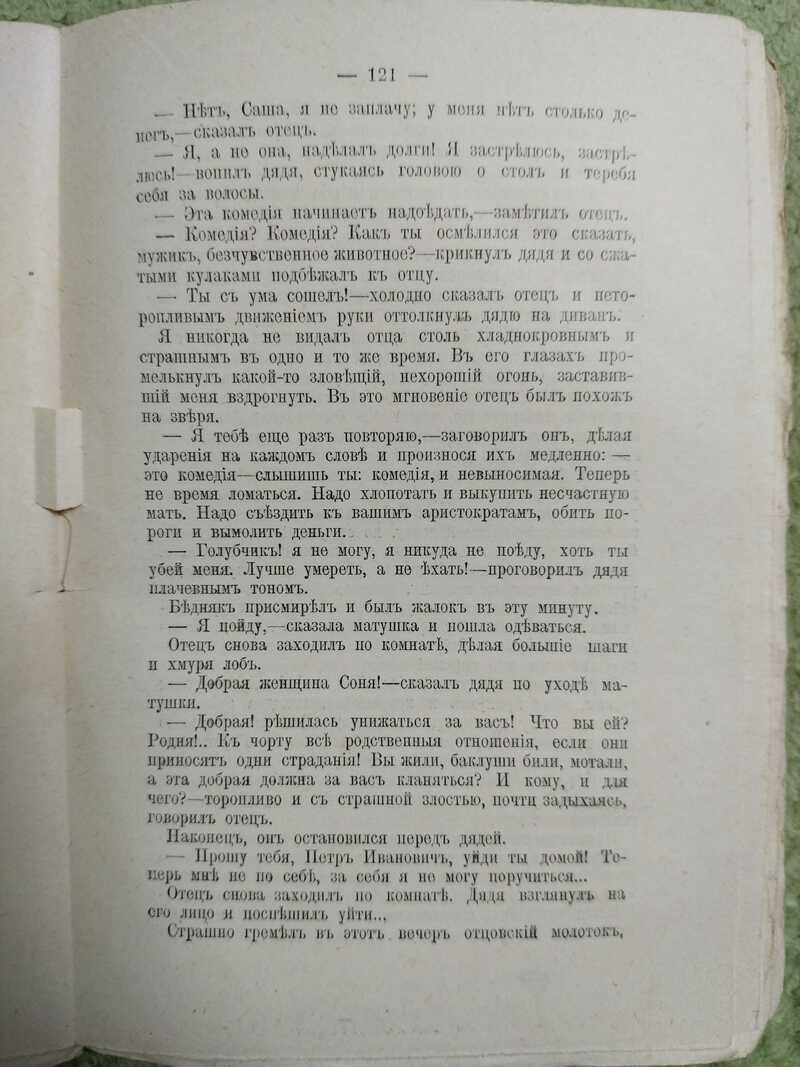 — 121 —
— Нѣтъ, Саша, я не заплачу; у меня нѣтъ столько де-
негъ,—сказалъ отецъ.
— Я, а не она, надѣлалъ долги! Я застрѣлюсь, застрѣ-
люсь!—вопилъ дядя, стукаясь головою о столъ и теребя
себя за волосы.
— Эта комедія начинаетъ надоѣдать,—замѣтилъ отецъ.
— Комедія? Комедія? Какъ ты осмѣлился это сказать,
мужикъ, безчувственное животное?—крикнулъ дядя и со сжа-
тыми кулаками подбѣжалъ къ отцу.
— Ты съ ума сошелъ!—холодно сказалъ отецъ и нето-
ропливымъ движеніемъ руки оттолкнулъ дядю на диванъ.
Я никогда не видалъ отца столь хладнокровнымъ и
страшнымъ въ одно и то же время. Въ его глазахъ про-
мелькнулъ какой-то зловѣщій, нехорошій огонь, заставив-
шій меня вздрогнуть. Въ это мгновеніе отецъ былъ похожъ
на звѣря.
— Я тебѣ еще разъ повторяю,—заговорилъ онъ, дѣлая
ударенія на каждомъ словѣ и произнося ихъ медленно: —
это комедія—слышишь ты: комедія, и невыносимая. Теперь
не время ломаться. Надо хлопотать и выкупить несчастную
мать. Надо съѣздить къ вашимъ аристократамъ, обить по-
роги и вымолить деньги...
— Голубчикъ! я не могу, я никуда не поѣду, хоть ты
убей меня. Лучше умереть, а не ѣхать!—проговорилъ дядя
плачевнымъ тономъ.
Бѣднякъ присмирѣлъ и былъ жалокъ въ эту минуту.
— Я пойду,—сказала матушка и пошла одѣваться.
Отецъ снова заходилъ по комнатѣ, дѣлая большіе шаги
и хмуря лобъ.
— Добрая женщина Соня!—сказалъ дядя по уходѣ ма-
тушки.
— Добрая! рѣшилась унижаться за васъ! Что вы ей?
Родня!.. Къ чорту всѣ родственныя отношенія, если они
приносятъ одни страданія! Вы жили, баклуши били, мотали,
а эта добрая должна за васъ кланяться? И кому, и для
чего?—торопливо и съ страшной злостью, почти задыхаясь,
говорилъ отецъ.
Наконецъ, онъ остановился передъ дядей.
— Прошу тебя, Петръ Ивановичъ, уйди ты домой! Те-
перь мнѣ не по себѣ, за себя я не могу поручиться...
Отецъ снова заходилъ по комнатѣ. Дядя взглянулъ на
его лицо и поспѣшилъ уйти...
Страшно гремѣлъ въ этотъ вечеръ отцовскій молотокъ,